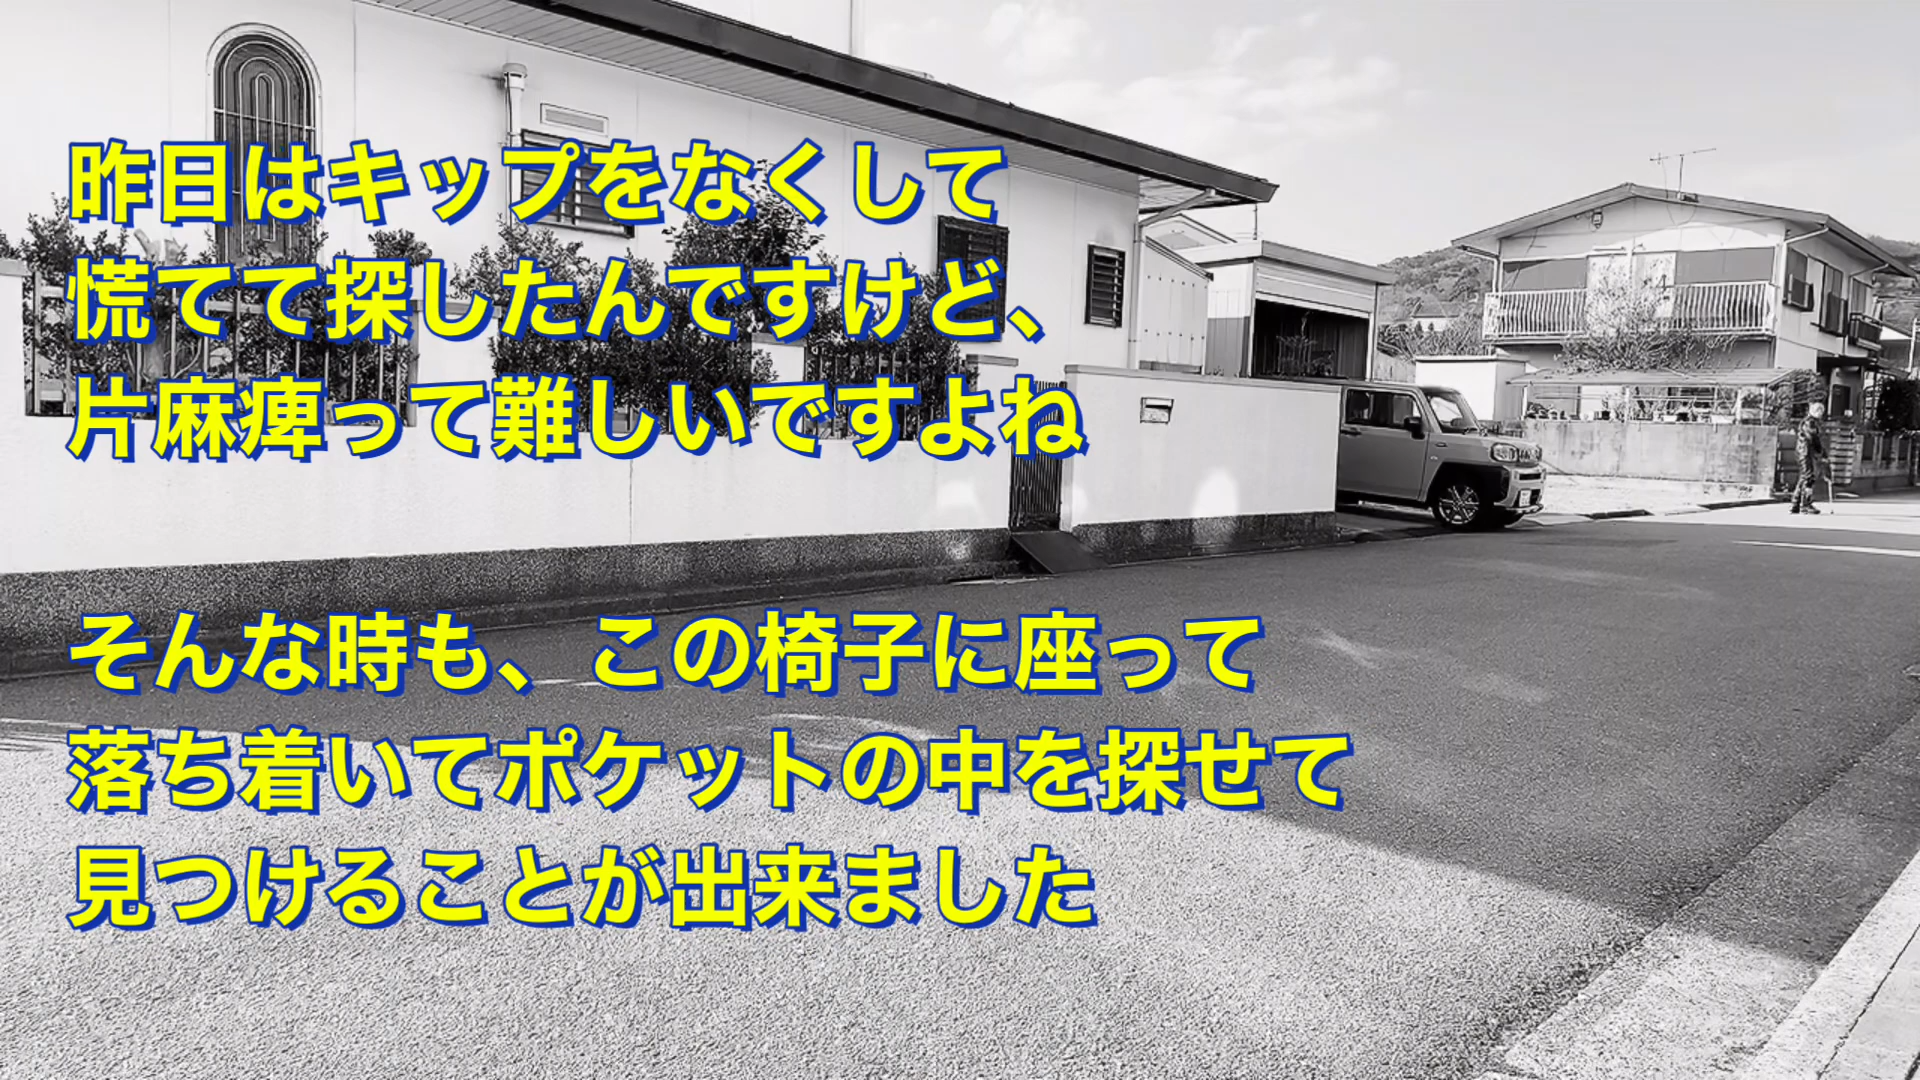 昨日はキップをなくして
慌てて探したんですけど、
片麻痺って難しいですよね
そんな時も、この椅子に座って
落ち着いてポケットの中を探せて
見つけることが出来ました